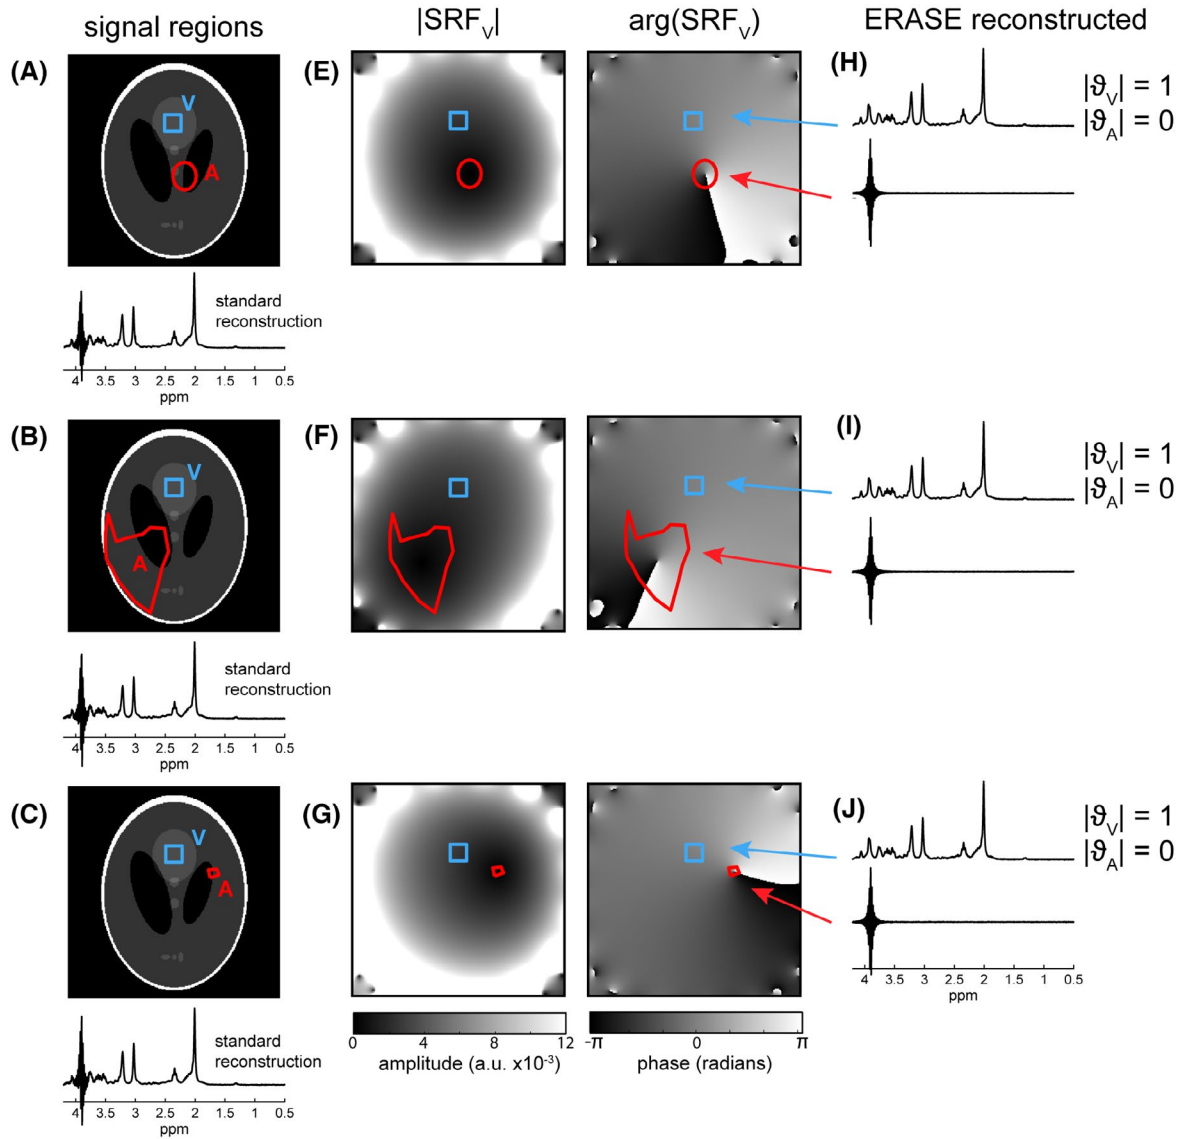 signal regions
|SRF_V|
arg(SRF_V)
ERASE reconstructed
(A)
V
A
standard
reconstruction
4 3.5 3 2.5 2 1.5 1 0.5
ppm
(E)
(H)
|ϑ_V| = 1
|ϑ_A| = 0
(B)
V
A
standard
reconstruction
4 3.5 3 2.5 2 1.5 1 0.5
ppm
(F)
(I)
|ϑ_V| = 1
|ϑ_A| = 0
(C)
V
A
standard
reconstruction
4 3.5 3 2.5 2 1.5 1 0.5
ppm
(G)
0 4 8 12
amplitude (a.u. x10⁻³)
-π 0 π
phase (radians)
(J)
|ϑ_V| = 1
|ϑ_A| = 0
4 3.5 3 2.5 2 1.5 1 0.5
ppm